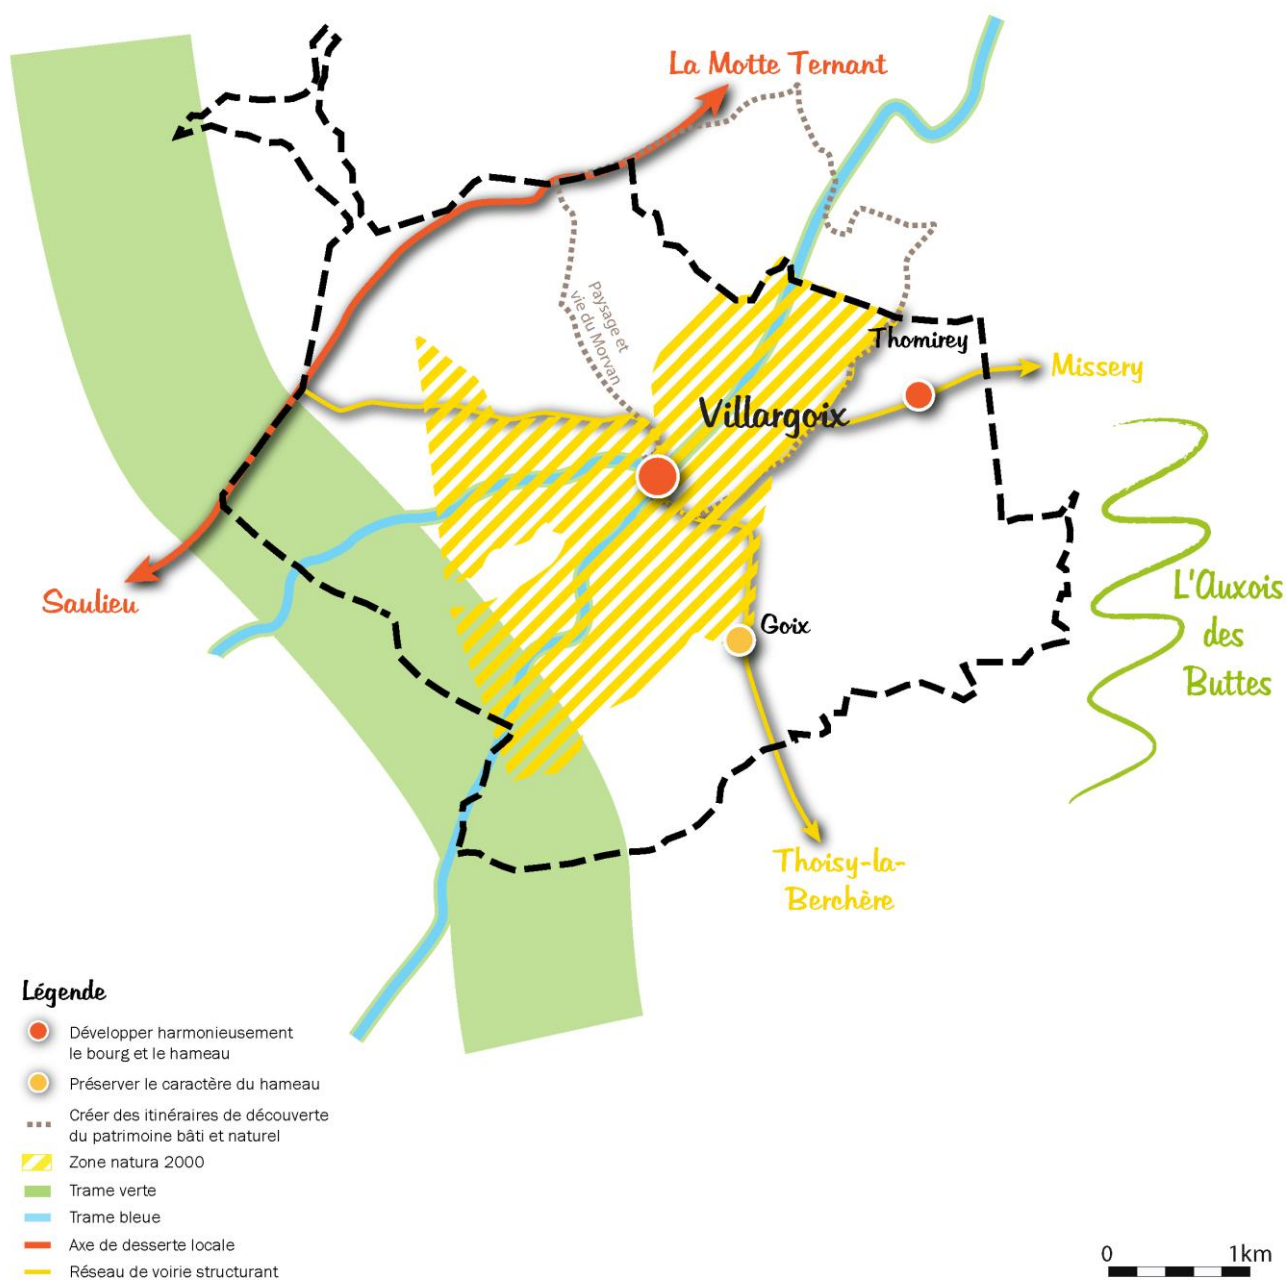 La Motte Ternant
Paysage et
vie du Morvan
Thomirey
Missery
Villargoix
Saulieu
Goix
L'Auxois
des
Buttes
Thoisy-la-
Berchère
Légende
Développer harmonieusement
le bourg et le hameau
Préserver le caractère du hameau
Créer des itinéraires de découverte
du patrimoine bâti et naturel
Zone natura 2000
Trame verte
Trame bleue
Axe de desserte locale
Réseau de voirie structurant
0 1km